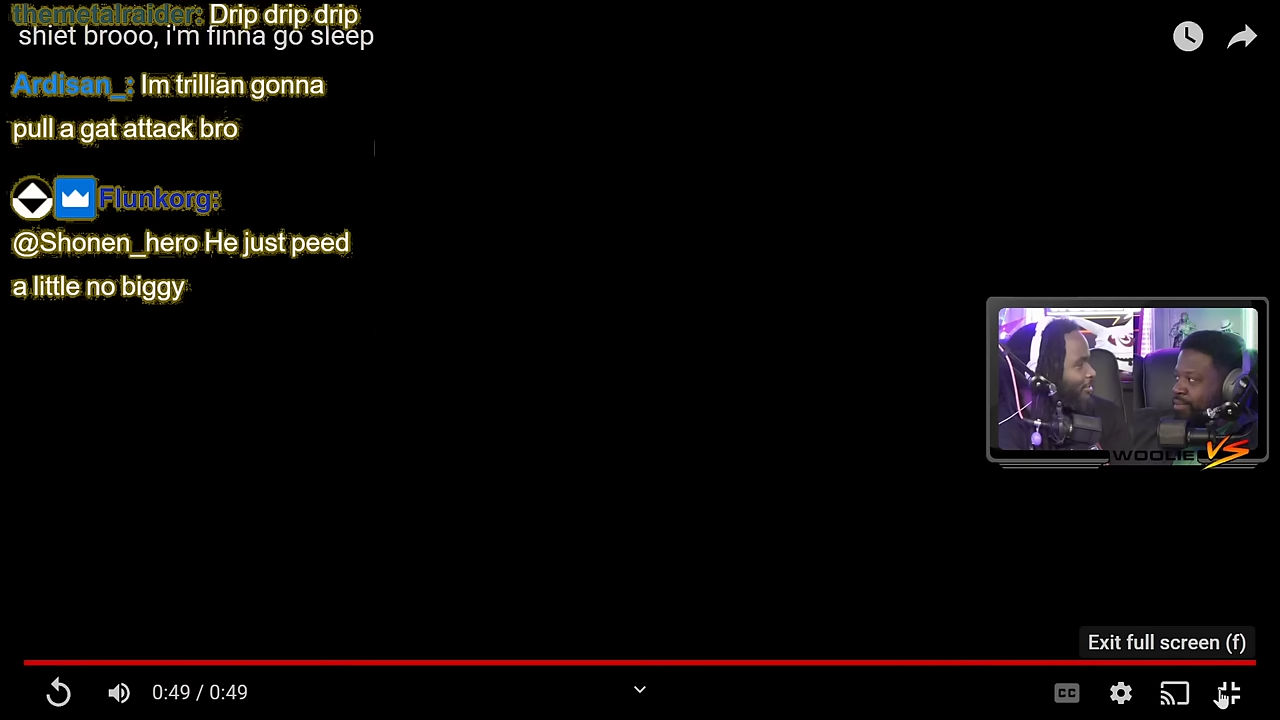 themetalraider: Drip drip drip
shiet brooo, i'm finna go sleep
Ardisan_: Im trillian gonna
pull a gat attack bro
Flunkorg:
@Shonen_hero He just peed
a little no biggy
WOOLIE VS
Exit full screen (f)
0:49 / 0:49
CC